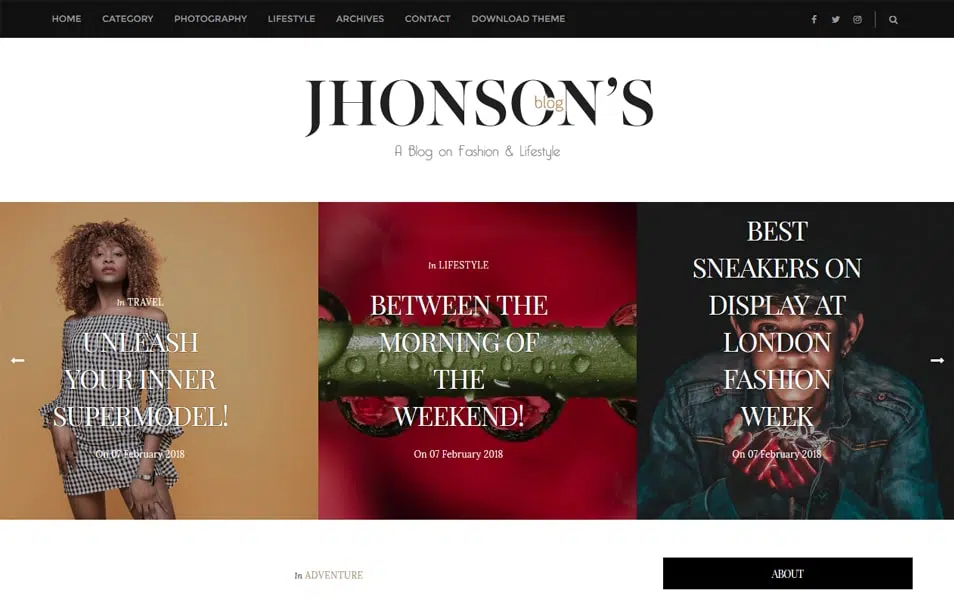 HOME CATEGORY PHOTOGRAPHY LIFESTYLE ARCHIVES CONTACT DOWNLOAD THEME
JHONSON'S
blog
A Blog on Fashion & Lifestyle
In TRAVEL
UNLEASH
YOUR INNER
SUPERMODEL!
On 07 February 2018
In LIFESTYLE
BETWEEN THE
MORNING OF
THE
WEEKEND!
On 07 February 2018
BEST
SNEAKERS ON
DISPLAY AT
LONDON
FASHION
WEEK
On 07 February 2018
In ADVENTURE
ABOUT